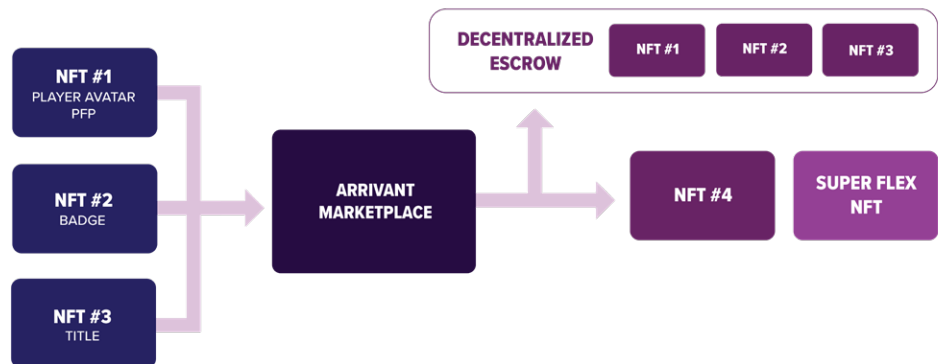 NFT #1
PLAYER AVATAR
PFP
NFT #2
BADGE
NFT #3
TITLE
ARRIVANT
MARKETPLACE
DECENTRALIZED
ESCROW
NFT #1
NFT #2
NFT #3
NFT #4
SUPER FLEX
NFT